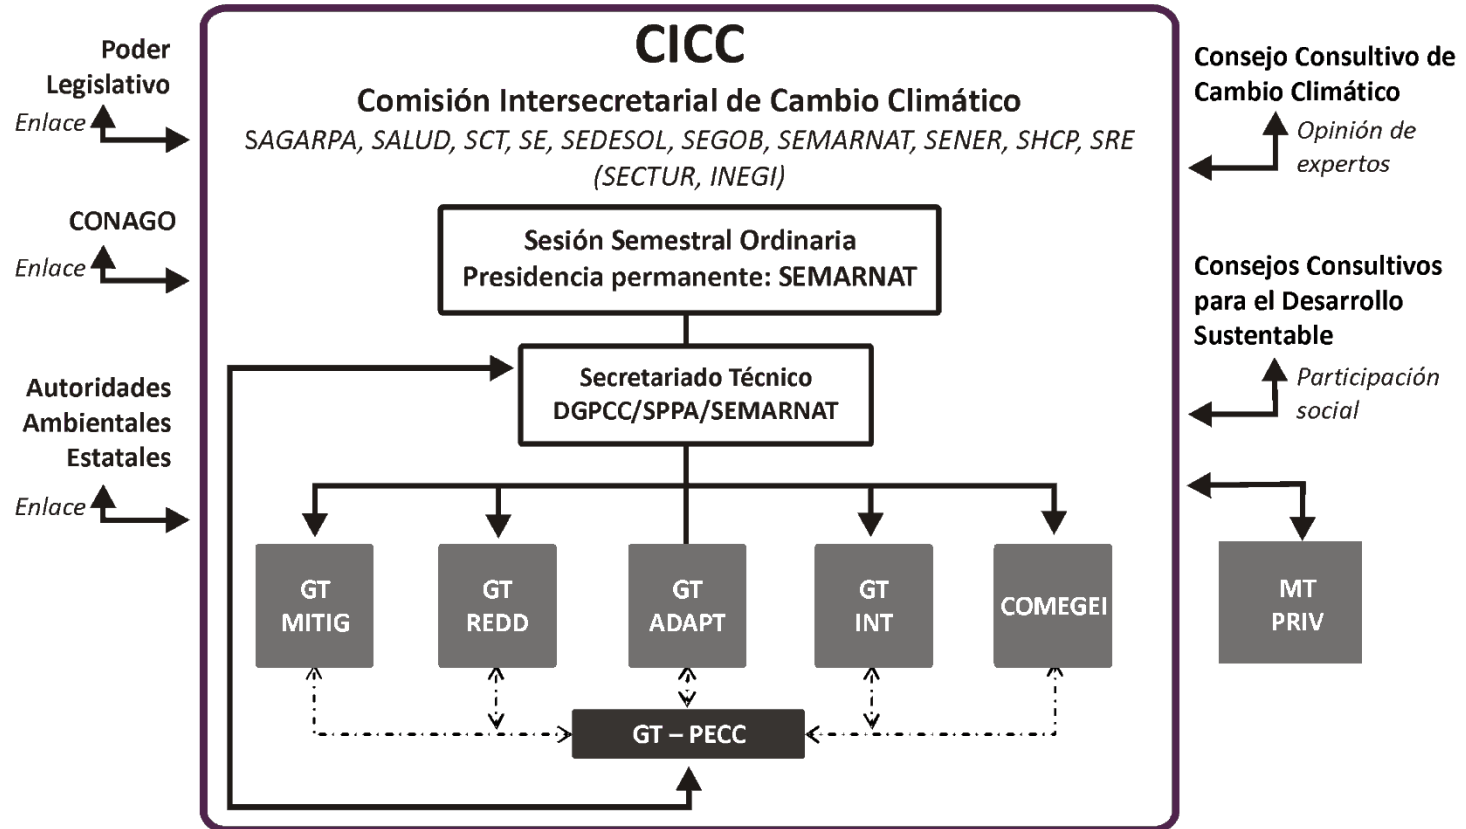 CICC
Comisión Intersecretarial de Cambio Climático
SAGARPA, SALUD, SCT, SE, SEDESOL, SEGOB, SEMARNAT, SENER, SHCP, SRE
(SECTUR, INEGI)
Poder
Legislativo
Enlace
CONAGO
Enlace
Autoridades
Ambientales
Estatales
Enlace
Sesión Semestral Ordinaria
Presidencia permanente: SEMARNAT
Secretariado Técnico
DGPCC/SPPA/SEMARNAT
GT
MITIG
GT
REDD
GT
ADAPT
GT
INT
COMEGEI
GT – PECC
Consejo Consultivo de
Cambio Climático
Opinión de
expertos
Consejos Consultivos
para el Desarrollo
Sustentable
Participación
social
MT
PRIV